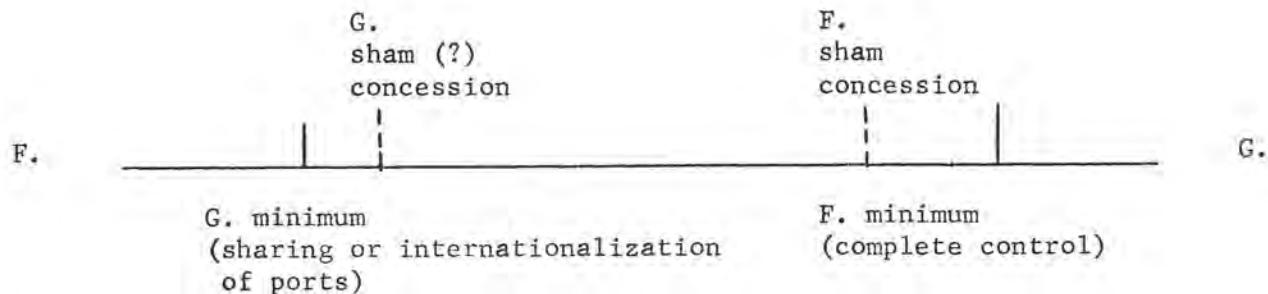 G.
sham (?)
concession
F.
sham
concession
F.
G.
G. minimum
(sharing or internationalization
of ports)
F. minimum
(complete control)